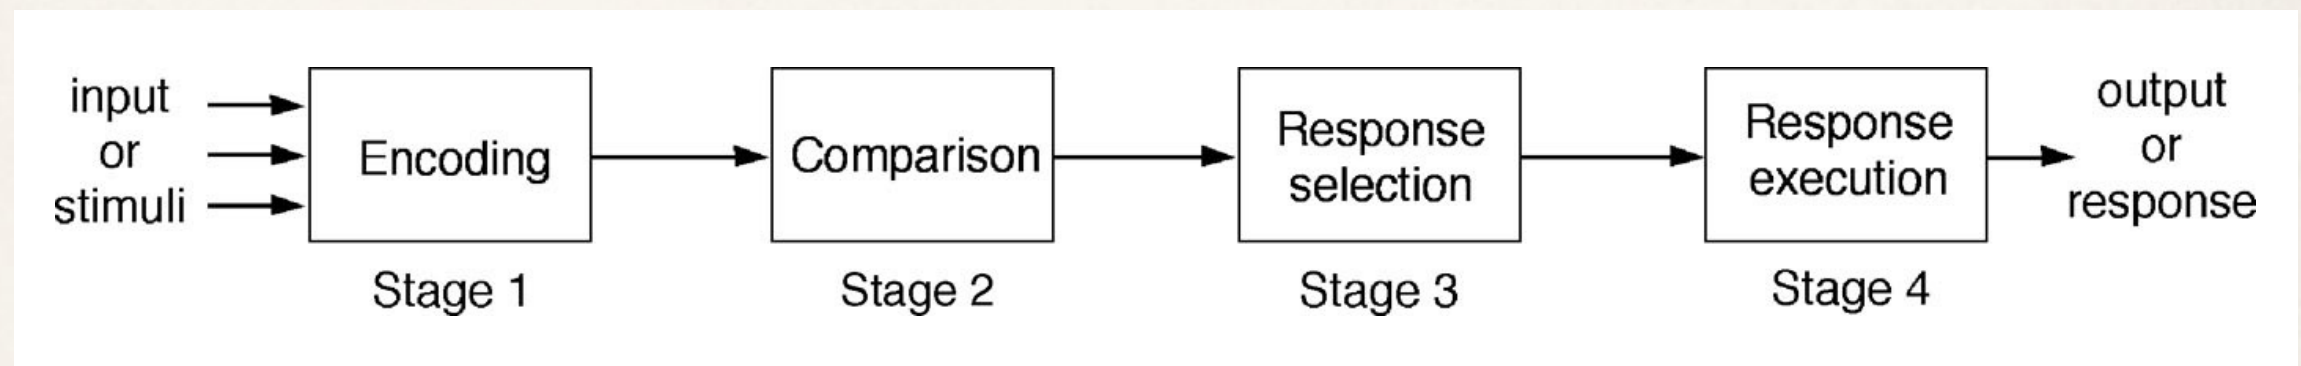 input
or
stimuli
Encoding
Stage 1
Comparison
Stage 2
Response
selection
Stage 3
Response
execution
Stage 4
output
or
response